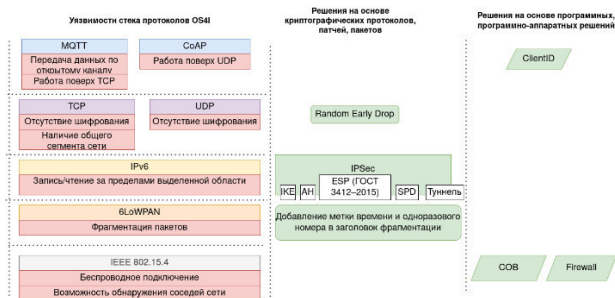 Уязвимости стека протоколов OS4I
MQTT
Передача данных по
открытому каналу
Работа поверх TCP
CoAP
Работа поверх UDP
TCP
Отсутствие шифрования
Наличие общего
сегмента сети
UDP
Отсутствие шифрования
IPv6
Запись/чтение за пределами выделенной области
6LoWPAN
Фрагментация пакетов
IEEE 802.15.4
Беспроводное подключение
Возможность обнаружения соседей сети
Решения на основе
криптографических протоколов,
патчей, пакетов
Random Early Drop
IPSec
IKE
AH
ESP (ГОСТ
3412–2015)
SPD
Туннель
Добавление метки времени и одноразового
номера в заголовок фрагментации
Решения на основе программных,
программно-аппаратных решений
ClientID
СОВ
Firewall